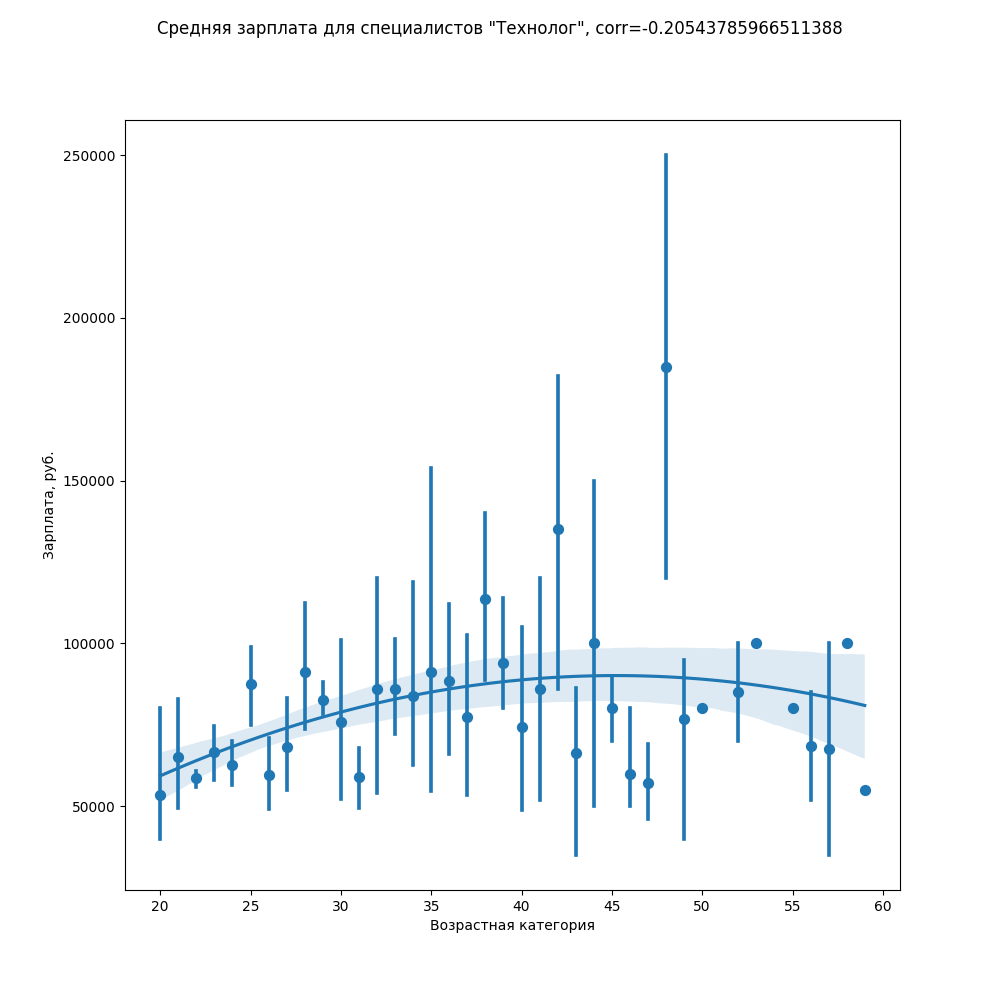 Средняя зарплата для специалистов "Технолог", corr=-0.20543785966511388
250000
200000
150000
100000
50000
Зарплата, руб.
20 25 30 35 40 45 50 55 60
Возрастная категория